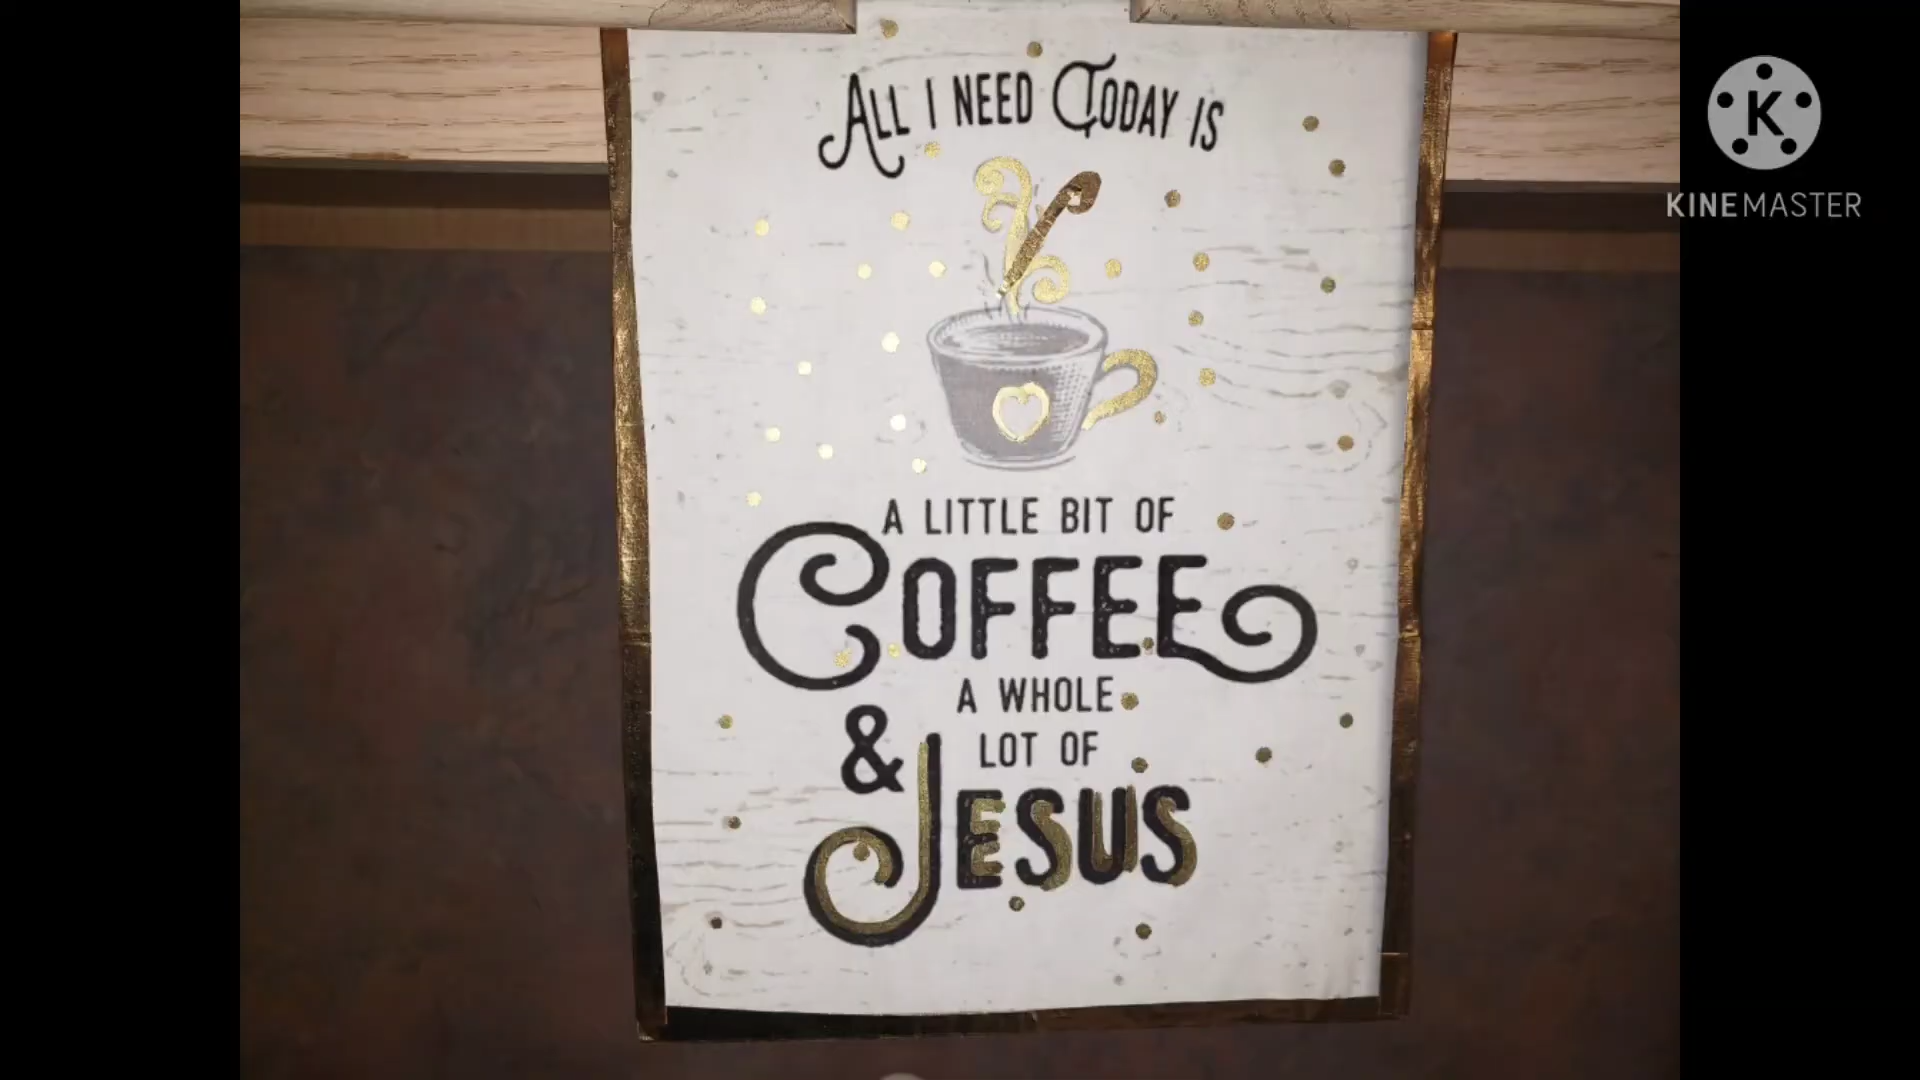 ALL I NEED TODAY IS
A LITTLE BIT OF
COFFEE
& A WHOLE
LOT OF
JESUS
K
KINEMASTER